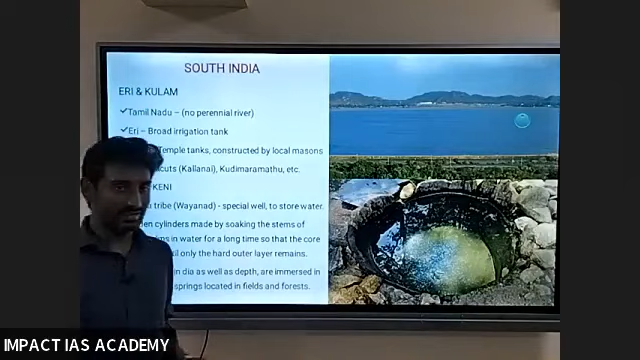 SOUTH INDIA
ERI & KULAM
✓Tamil Nadu – (no perennial river)
✓Eri – Broad irrigation tank
Temple tanks, constructed by local masons
(Kallanai), Kudimaramathu, etc.
KENI
tribe (Wayanad) - special well, to store water.
cylinders made by soaking the stems of
in water for a long time so that the core
only the hard outer layer remains.
in dia as well as depth, are immersed in
springs located in fields and forests.
IMPACT IAS ACADEMY